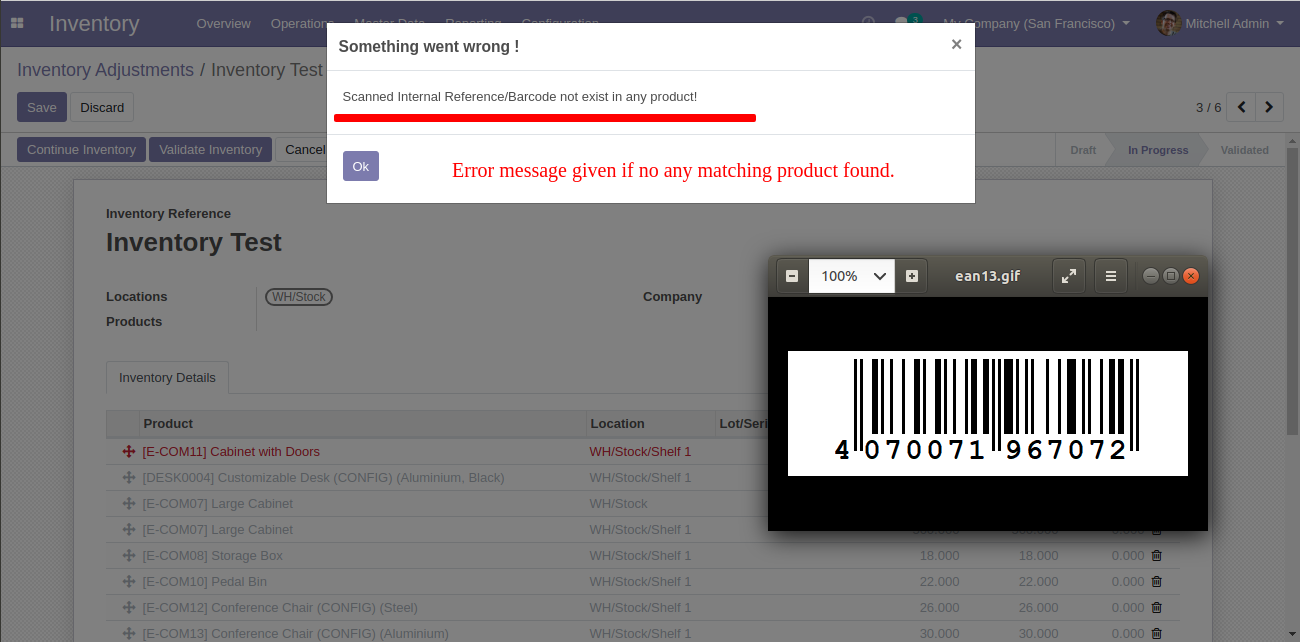 Inventory Overview Operations Master Data Reporting Configuration 3 My Company (San Francisco) Mitchell Admin
Something went wrong ! ×
Inventory Adjustments / Inventory Test
Scanned Internal Reference/Barcode not exist in any product!
Save Discard
3 / 6
Continue Inventory Validate Inventory Cancel
Draft In Progress Validated
Ok
Error message given if no any matching product found.
Inventory Reference
Inventory Test
100% ean13.gif
Locations WH/Stock Company
Products
Inventory Details
4 070071 967072
Product Location
[E-COM11] Cabinet with Doors WH/Stock/Shelf 1
[DESK0004] Customizable Desk (CONFIG) (Aluminium, Black) WH/Stock/Shelf 1
[E-COM07] Large Cabinet WH/Stock
[E-COM07] Large Cabinet WH/Stock/Shelf 1 0.000
[E-COM08] Storage Box WH/Stock/Shelf 1 18.000 18.000 0.000
[E-COM10] Pedal Bin WH/Stock/Shelf 1 22.000 22.000 0.000
[E-COM12] Conference Chair (CONFIG) (Steel) WH/Stock/Shelf 1 26.000 26.000 0.000
[E-COM13] Conference Chair (CONFIG) (Aluminium) WH/Stock/Shelf 1 30.000 30.000 0.000